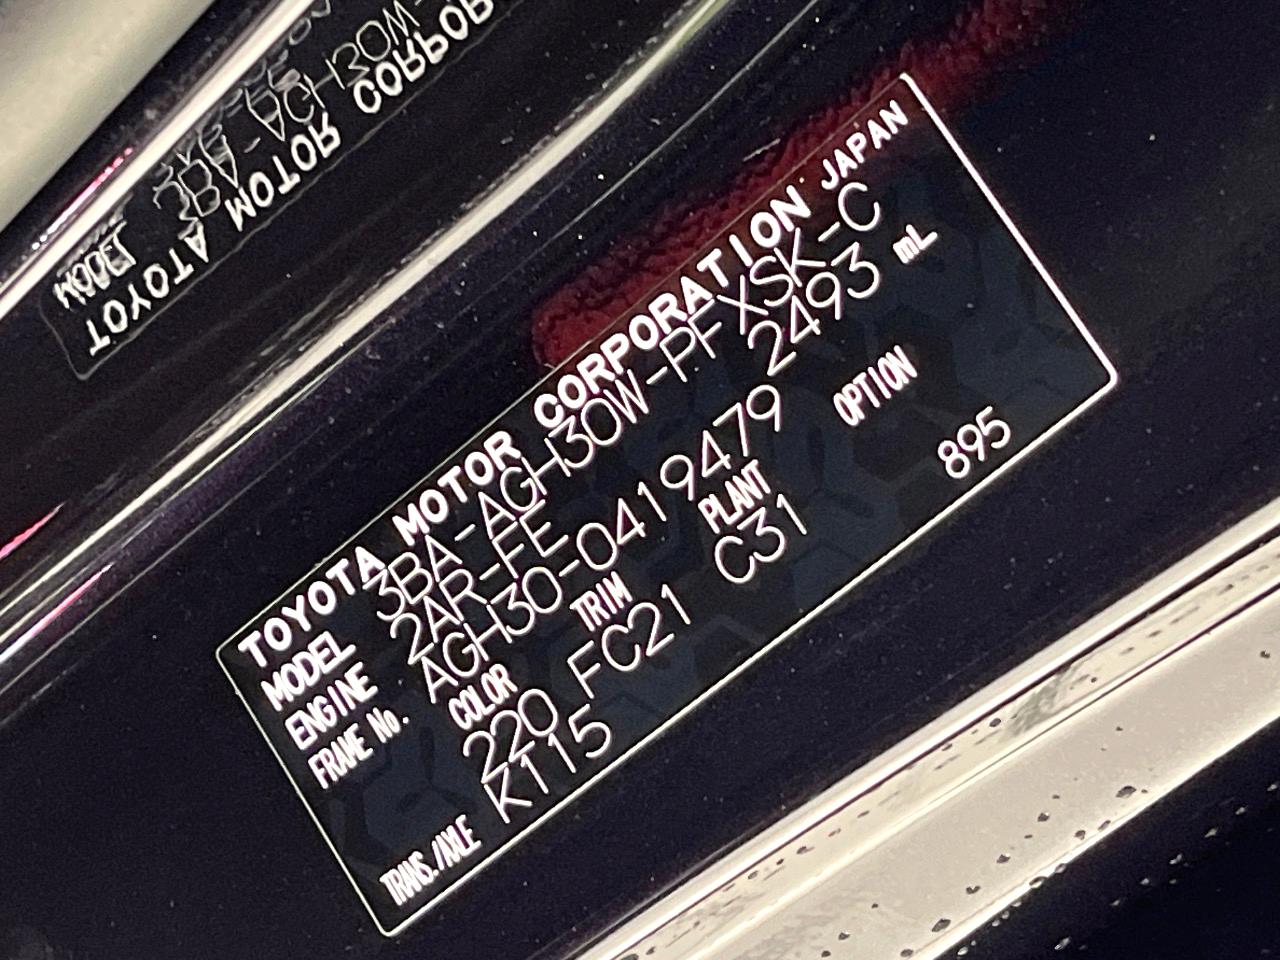 TOYOTA MOTOR CORPORATION JAPAN
MODEL 3BA-AGH30W-PFXSK-C
ENGINE 2AR-FE 2493 mL
FRAME No. AGH30-0419479
COLOR TRIM PLANT OPTION
220 FC21 C31 895
TRANS./AXLE K115
TOYOTA MOTOR CORPOR
MODEL 3BA-AGH30W-